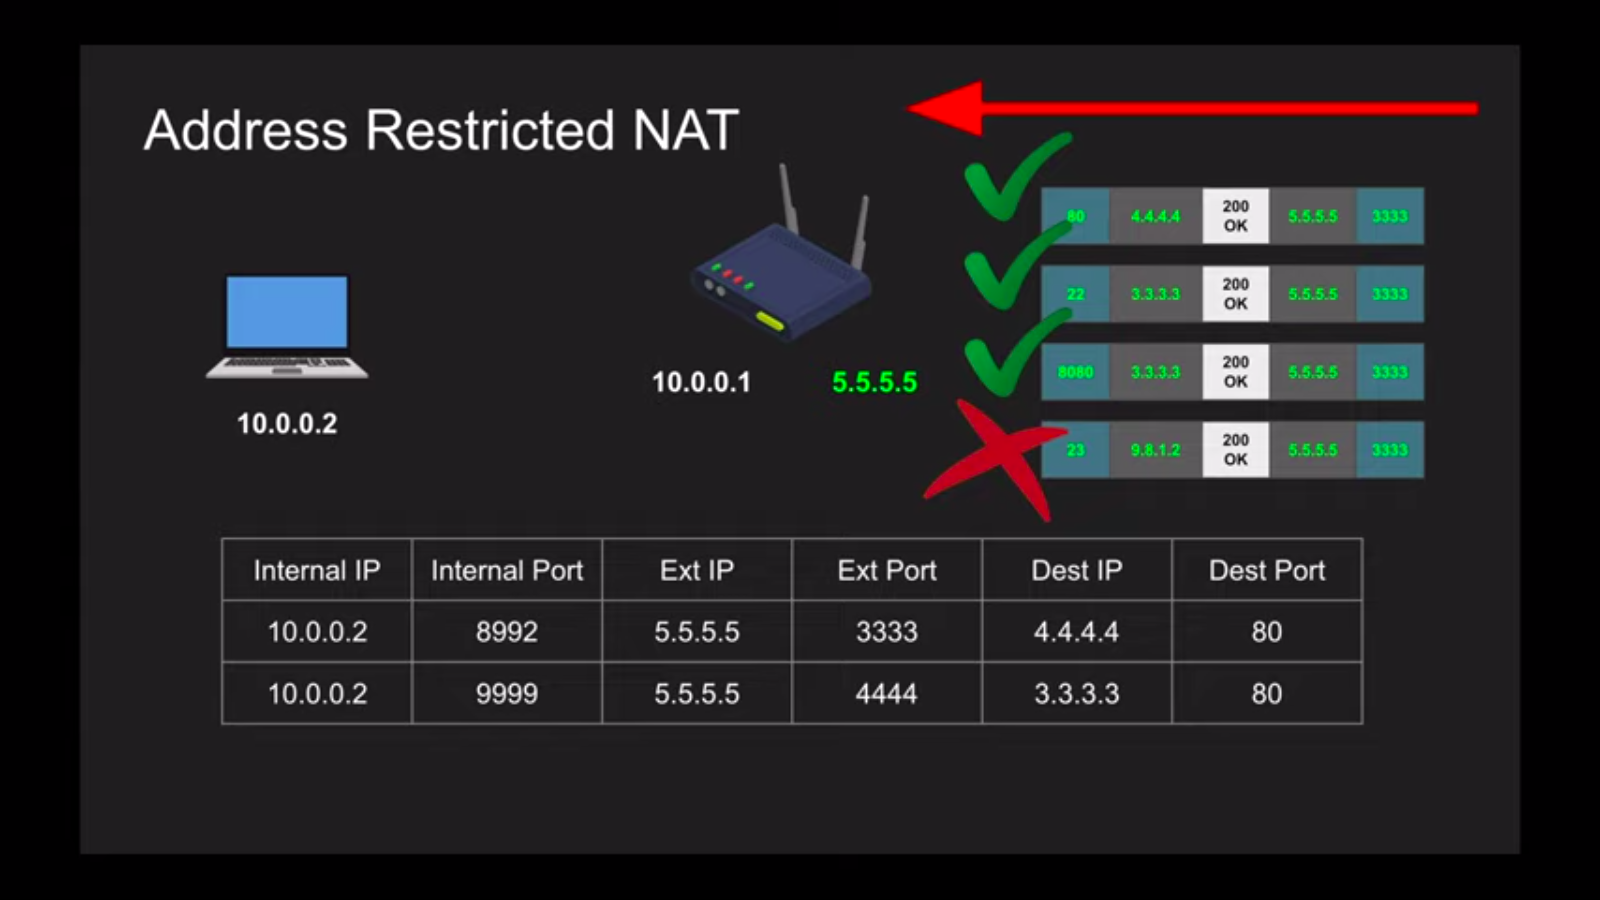 Address Restricted NAT
80 4.4.4.4 200 OK 5.5.5.5 3333
22 3.3.3.3 200 OK 5.5.5.5 3333
8080 3.3.3.3 200 OK 5.5.5.5 3333
23 9.8.1.2 200 OK 5.5.5.5 3333
10.0.0.1 5.5.5.5
10.0.0.2
Internal IP Internal Port Ext IP Ext Port Dest IP Dest Port
10.0.0.2 8992 5.5.5.5 3333 4.4.4.4 80
10.0.0.2 9999 5.5.5.5 4444 3.3.3.3 80